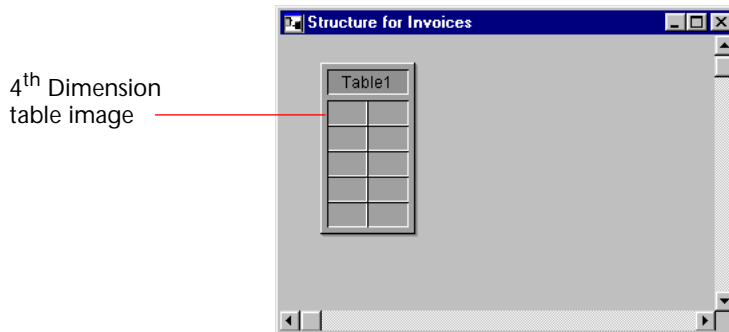 Structure for Invoices
Table1
4th Dimension
table image